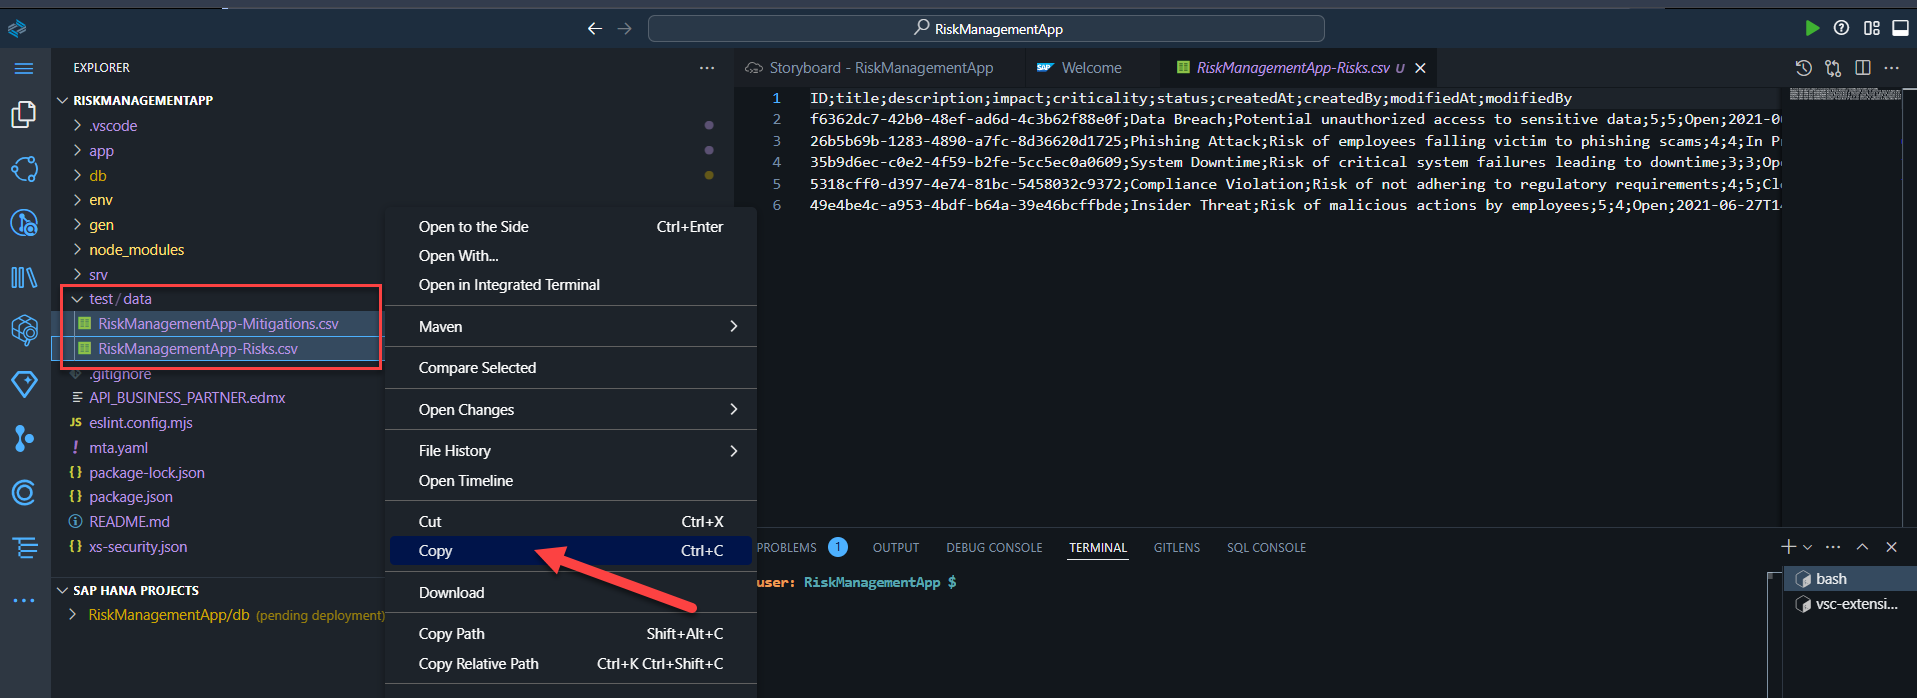 RiskManagementApp
EXPLORER
RISKMANAGEMENTAPP
.vscode
app
db
env
gen
node_modules
srv
test / data
RiskManagementApp-Mitigations.csv
RiskManagementApp-Risks.csv
.gitignore
API_BUSINESS_PARTNER.edmx
JS eslint.config.mjs
! mta.yaml
{} package-lock.json
{} package.json
README.md
{} xs-security.json
SAP HANA PROJECTS
RiskManagementApp/db (pending deployment)
Open to the Side Ctrl+Enter
Open With...
Open in Integrated Terminal
Maven
Compare Selected
Open Changes
File History
Open Timeline
Cut Ctrl+X
Copy Ctrl+C
Download
Copy Path Shift+Alt+C
Copy Relative Path Ctrl+K Ctrl+Shift+C
Storyboard - RiskManagementApp
SAP Welcome
RiskManagementApp-Risks.csv U
1 ID;title;description;impact;criticality;status;createdAt;createdBy;modifiedAt;modifiedBy
2 f6362dc7-42b0-48ef-ad6d-4c3b62f88e0f;Data Breach;Potential unauthorized access to sensitive data;5;5;Open;2021-0
3 26b5b69b-1283-4890-a7fc-8d36620d1725;Phishing Attack;Risk of employees falling victim to phishing scams;4;4;In P
4 35b9d6ec-c0e2-4f59-b2fe-5cc5ec0a0609;System Downtime;Risk of critical system failures leading to downtime;3;3;Op
5 5318cff0-d397-4e74-81bc-5458032c9372;Compliance Violation;Risk of not adhering to regulatory requirements;4;5;Cl
6 49e4be4c-a953-4bdf-b64a-39e46bcffbde;Insider Threat;Risk of malicious actions by employees;5;4;Open;2021-06-27T1
PROBLEMS 1 OUTPUT DEBUG CONSOLE TERMINAL GITLENS SQL CONSOLE
user: RiskManagementApp $
bash
vsc-extensi...